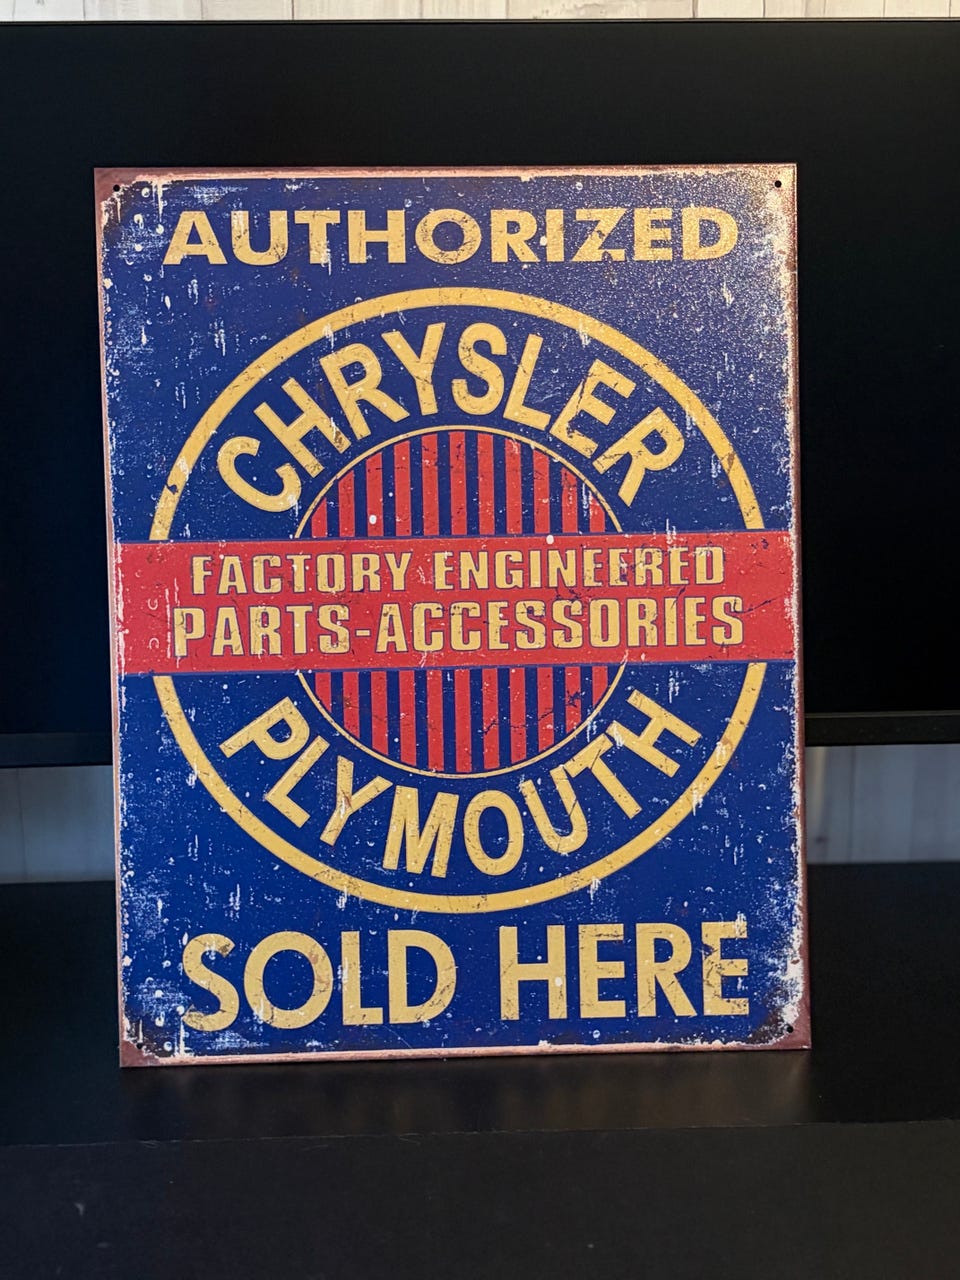 AUTHORIZED
CHRYSLER
FACTORY ENGINEERED
PARTS-ACCESSORIES
PLYMOUTH
SOLD HERE